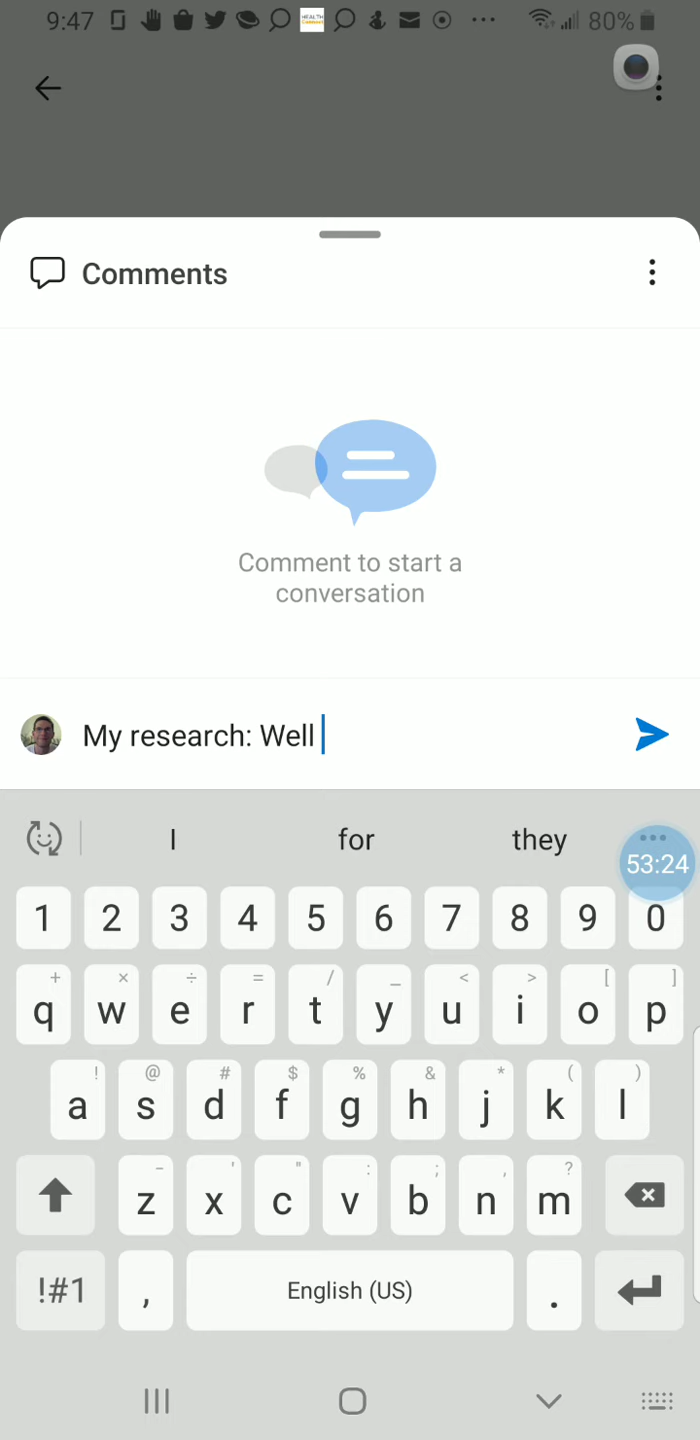 9:47 80%
HEALTH
Comments
Comment to start a
conversation
My research: Well
I for they
53:24
1 2 3 4 5 6 7 8 9 0
+ × ÷ = / _ < > [ ]
q w e r t y u i o p
! @ # $ % & * ( )
a s d f g h j k l
- ' " : ; , ?
z x c v b n m
!#1 , English (US) .